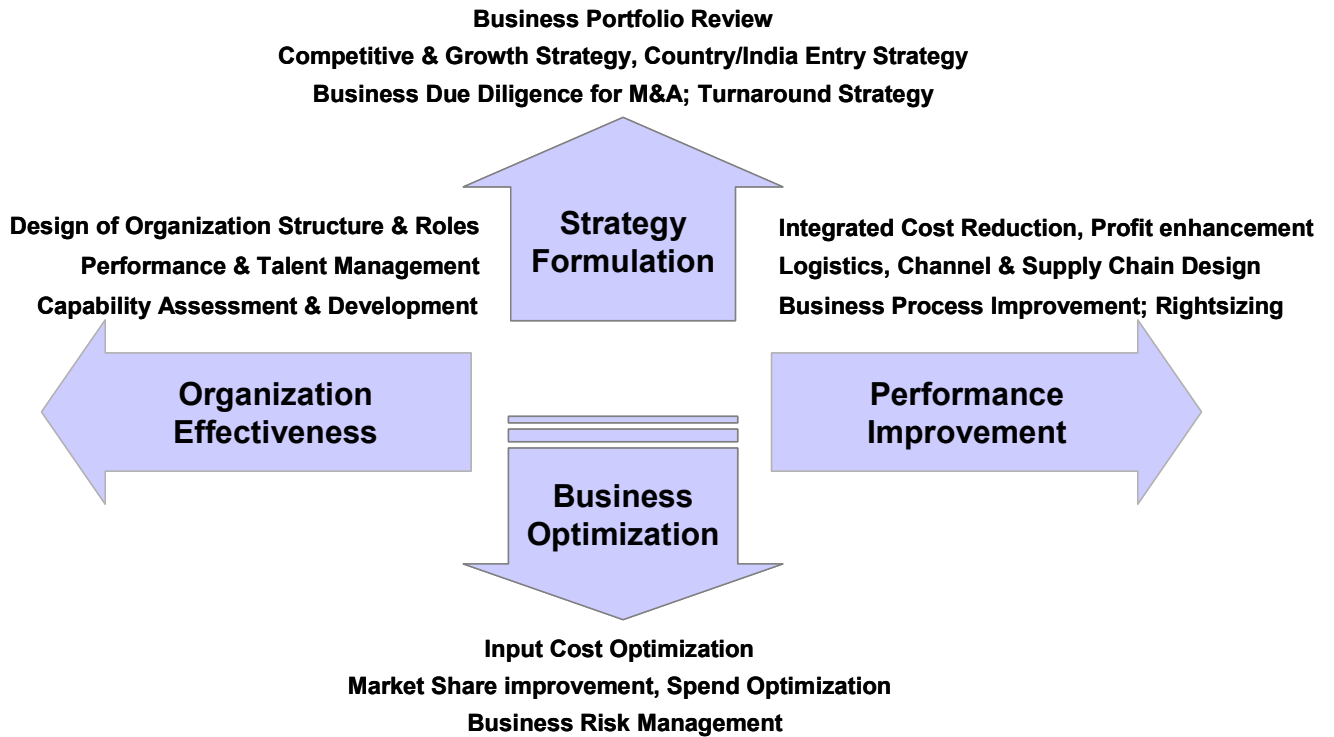 Business Portfolio Review
Competitive & Growth Strategy, Country/India Entry Strategy
Business Due Diligence for M&A; Turnaround Strategy
Strategy
Formulation
Design of Organization Structure & Roles
Performance & Talent Management
Capability Assessment & Development
Integrated Cost Reduction, Profit enhancement
Logistics, Channel & Supply Chain Design
Business Process Improvement; Rightsizing
Organization
Effectiveness
Performance
Improvement
Business
Optimization
Input Cost Optimization
Market Share improvement, Spend Optimization
Business Risk Management